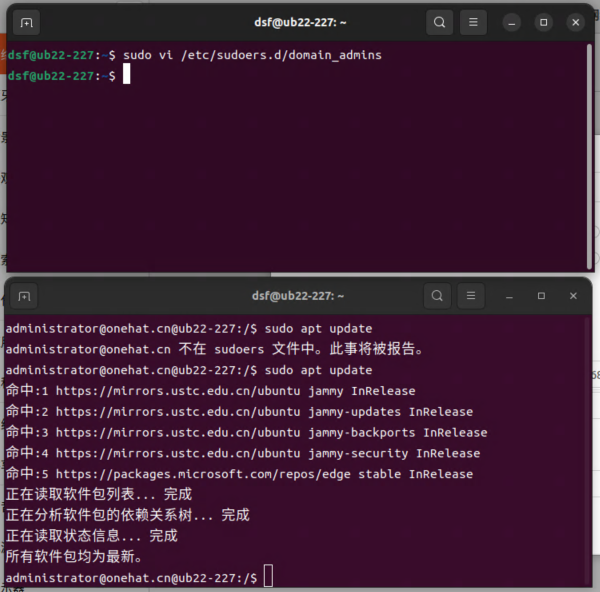 dsf@ub22-227: ~
dsf@ub22-227:~$ sudo vi /etc/sudoers.d/domain_admins
dsf@ub22-227:~$
dsf@ub22-227: ~
administrator@onehat.cn@ub22-227:/$ sudo apt update
administrator@onehat.cn 不在 sudoers 文件中。此事将被报告。
administrator@onehat.cn@ub22-227:/$ sudo apt update
命中:1 https://mirrors.ustc.edu.cn/ubuntu jammy InRelease
命中:2 https://mirrors.ustc.edu.cn/ubuntu jammy-updates InRelease
命中:3 https://mirrors.ustc.edu.cn/ubuntu jammy-backports InRelease
命中:4 https://mirrors.ustc.edu.cn/ubuntu jammy-security InRelease
命中:5 https://packages.microsoft.com/repos/edge stable InRelease
正在读取软件包列表... 完成
正在分析软件包的依赖关系树... 完成
正在读取状态信息... 完成
所有软件包均为最新。
administrator@onehat.cn@ub22-227:/$